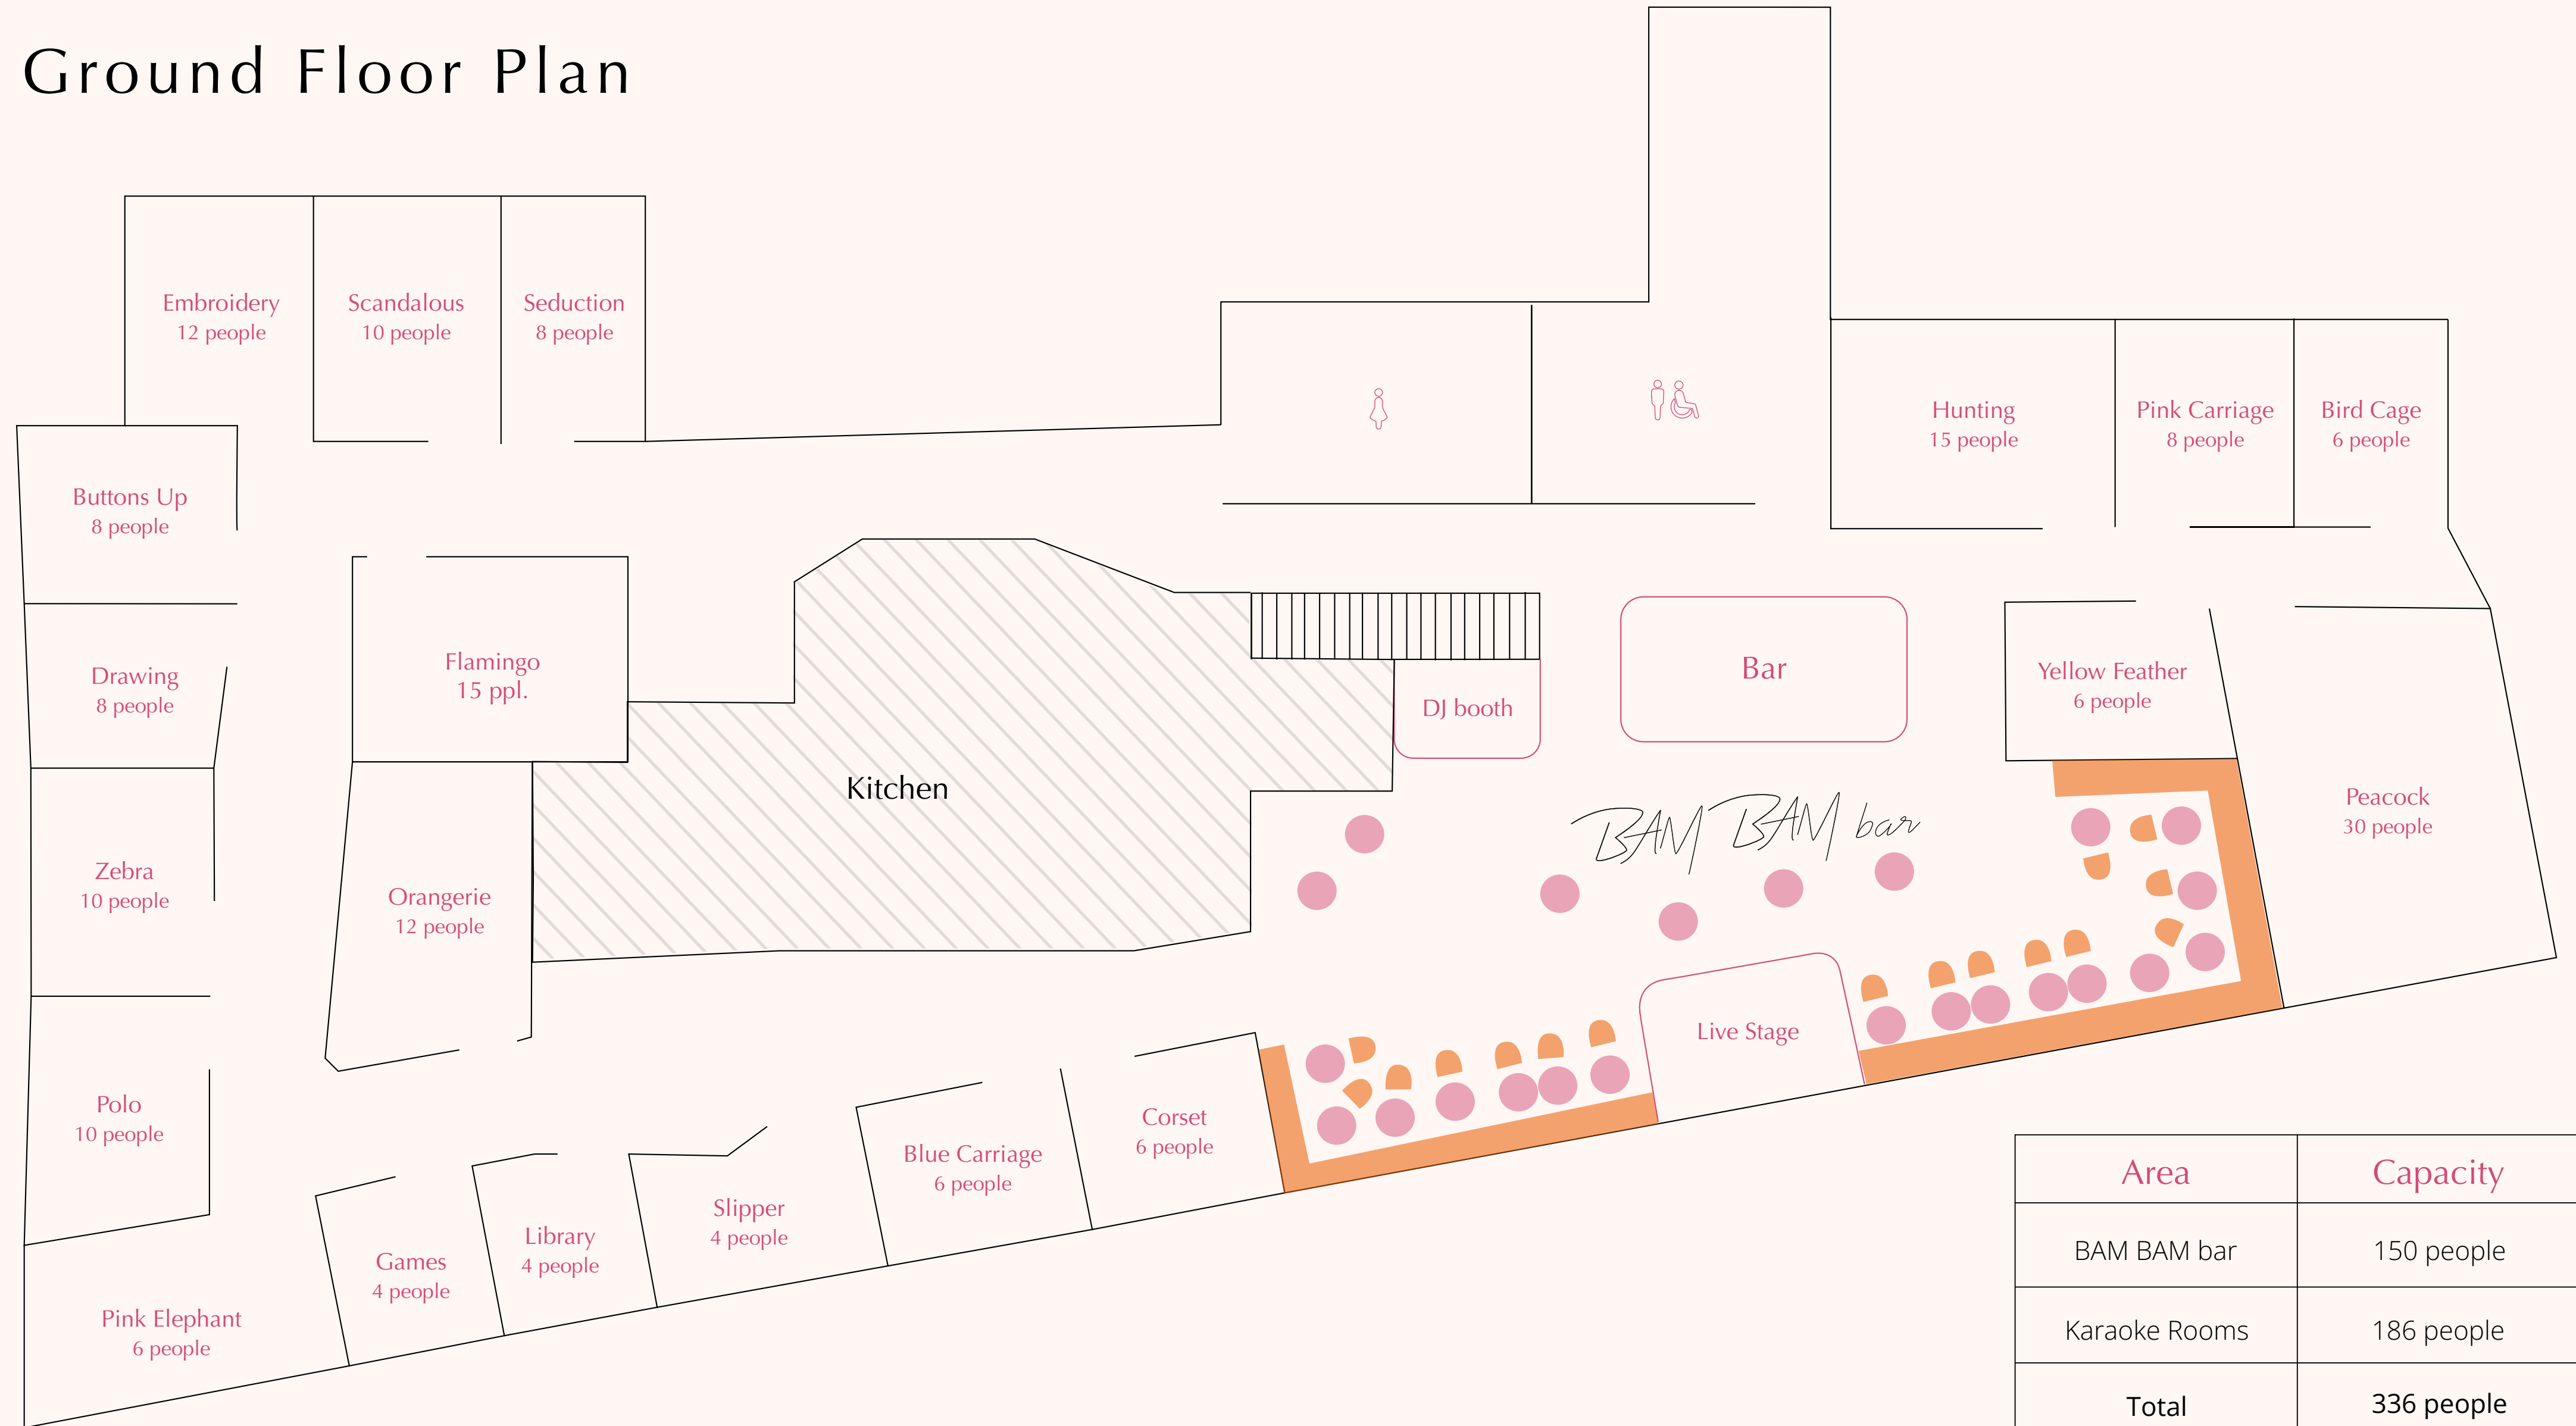 Ground Floor Plan
Embroidery
12 people
Scandalous
10 people
Seduction
8 people
Hunting
15 people
Pink Carriage
8 people
Bird Cage
6 people
Buttons Up
8 people
Drawing
8 people
Flamingo
15 ppl.
DJ booth
Bar
Yellow Feather
6 people
Kitchen
BAM BAM bar
Peacock
30 people
Zebra
10 people
Orangerie
12 people
Live Stage
Polo
10 people
Corset
6 people
Blue Carriage
6 people
Slipper
4 people
Library
4 people
Games
4 people
Pink Elephant
6 people
Area Capacity
BAM BAM bar 150 people
Karaoke Rooms 186 people
Total 336 people